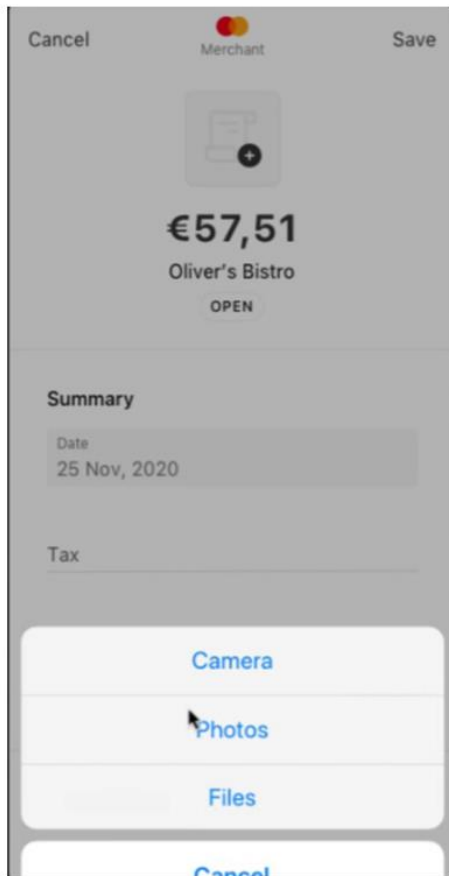 Cancel Merchant Save
€57,51
Oliver's Bistro
OPEN
Summary
Date
25 Nov, 2020
Tax
Camera
Photos
Files
Cancel